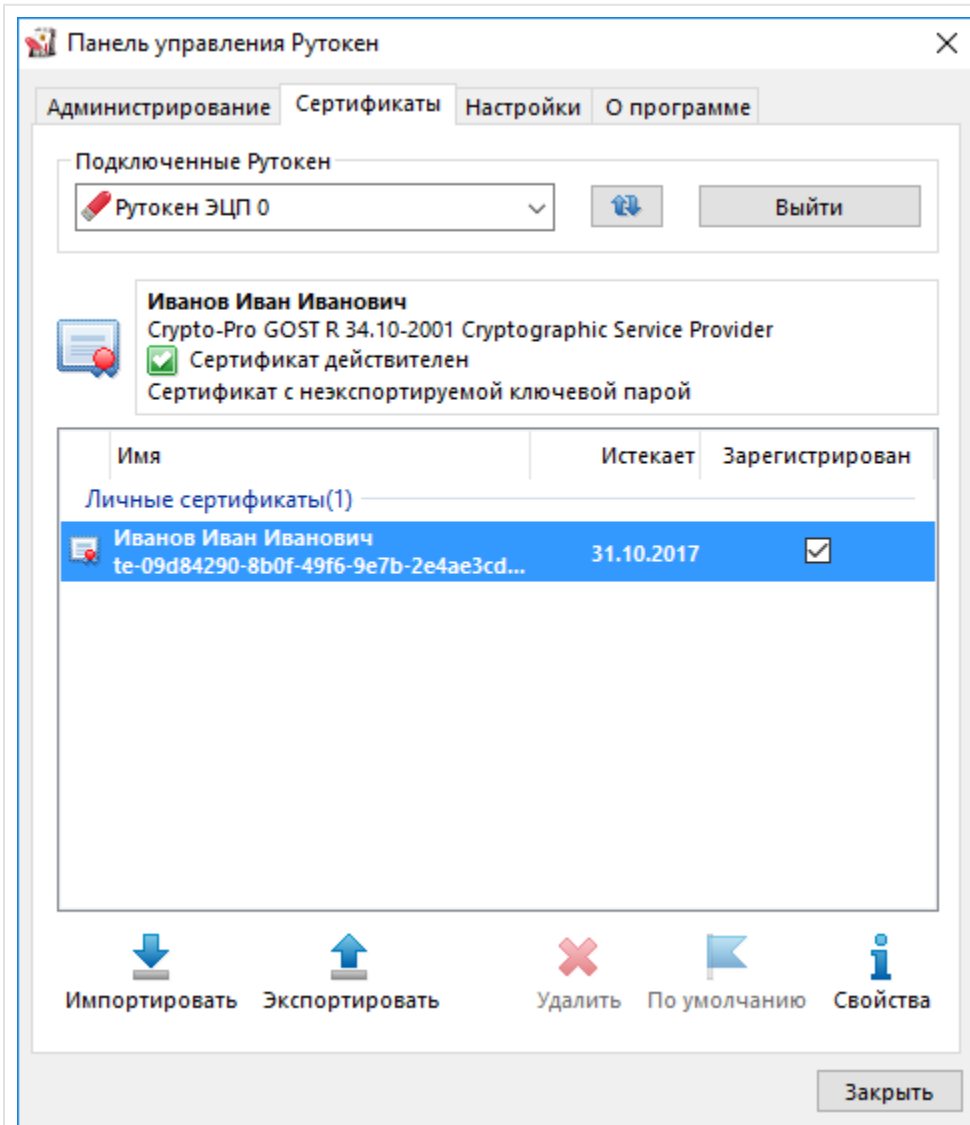 Панель управления Рутокен
Администрирование Сертификаты Настройки О программе
Подключенные Рутокен
Рутокен ЭЦП 0 Выйти
Иванов Иван Иванович
Crypto-Pro GOST R 34.10-2001 Cryptographic Service Provider
Сертификат действителен
Сертификат с неэкспортируемой ключевой парой
Имя Истекает Зарегистрирован
Личные сертификаты(1)
Иванов Иван Иванович
te-09d84290-8b0f-49f6-9e7b-2e4ae3cd... 31.10.2017
Импортировать Экспортировать Удалить По умолчанию Свойства
Закрыть